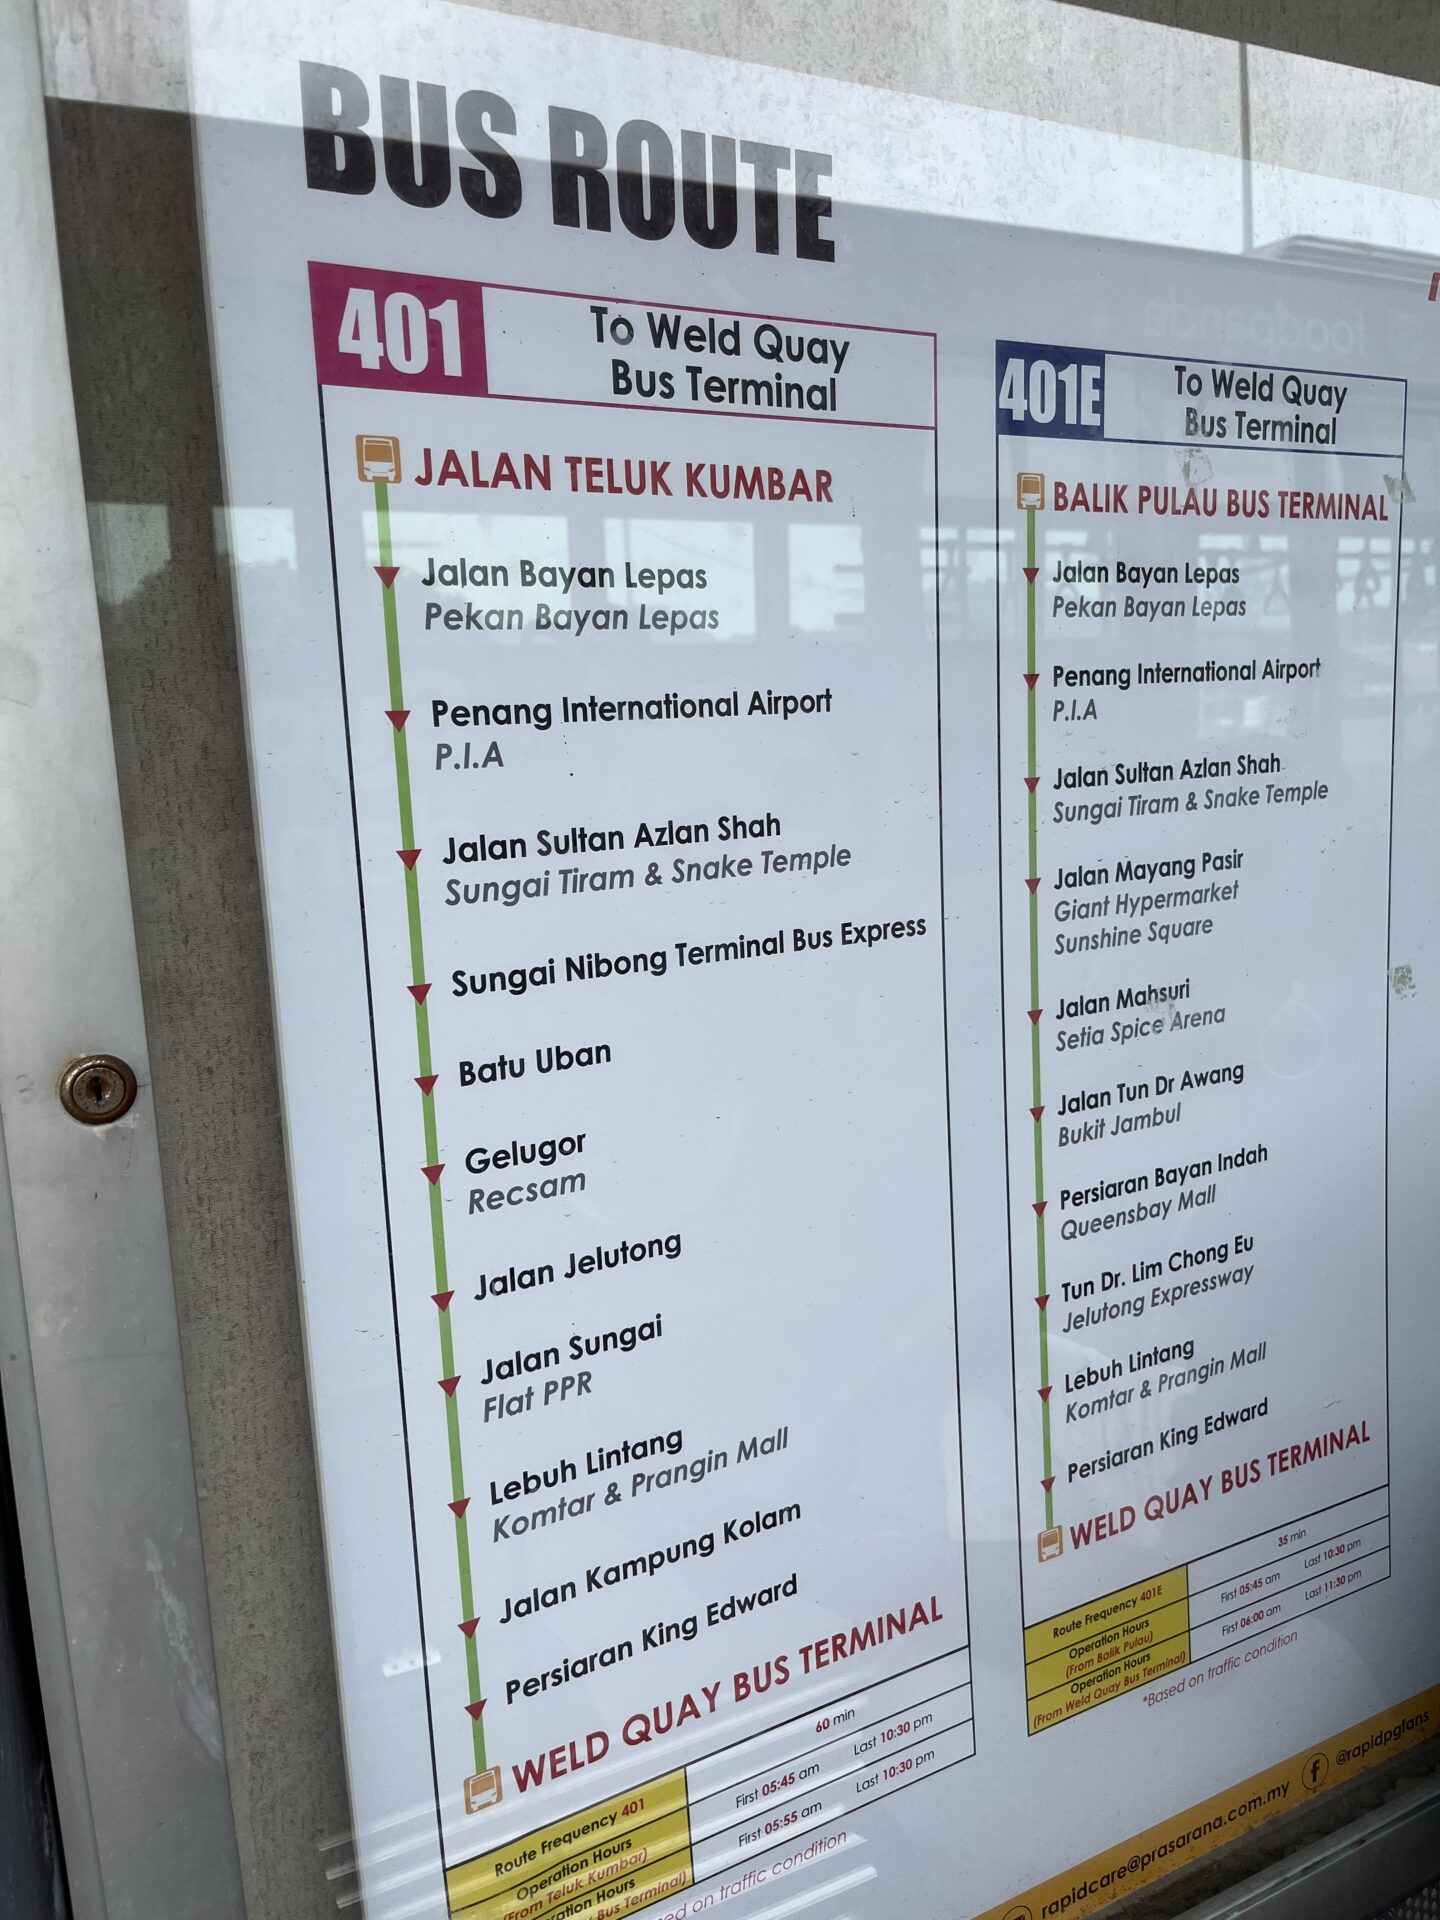 BUS ROUTE
401
To Weld Quay
Bus Terminal
JALAN TELUK KUMBAR
Jalan Bayan Lepas
Pekan Bayan Lepas
Penang International Airport
P.I.A
Jalan Sultan Azlan Shah
Sungai Tiram & Snake Temple
Sungai Nibong Terminal Bus Express
Batu Uban
Gelugor
Recsam
Jalan Jelutong
Jalan Sungai
Flat PPR
Lebuh Lintang
Komtar & Prangin Mall
Jalan Kampung Kolam
Persiaran King Edward
WELD QUAY BUS TERMINAL
Route Frequency 401
60 min
Operation Hours
(From Teluk Kumbar)
First 05:45 am Last 10:30 pm
Hours
Bus Terminal)
First 05:55 am Last 10:30 pm
on traffic condition
401E
To Weld Quay
Bus Terminal
BALIK PULAU BUS TERMINAL
Jalan Bayan Lepas
Pekan Bayan Lepas
Penang International Airport
P.I.A
Jalan Sultan Azlan Shah
Sungai Tiram & Snake Temple
Jalan Mayang Pasir
Giant Hypermarket
Sunshine Square
Jalan Mahsuri
Setia Spice Arena
Jalan Tun Dr Awang
Bukit Jambul
Persiaran Bayan Indah
Queensbay Mall
Tun Dr. Lim Chong Eu
Jelutong Expressway
Lebuh Lintang
Komtar & Prangin Mall
Persiaran King Edward
WELD QUAY BUS TERMINAL
Route Frequency 401E
35 min
Operation Hours
(From Balik Pulau)
First 05:45 am Last 10:30 pm
Operation Hours
(From Weld Quay Bus Terminal)
First 06:00 am Last 11:30 pm
*Based on traffic condition
rapidcare@prasarana.com.my
@rapidpgfans